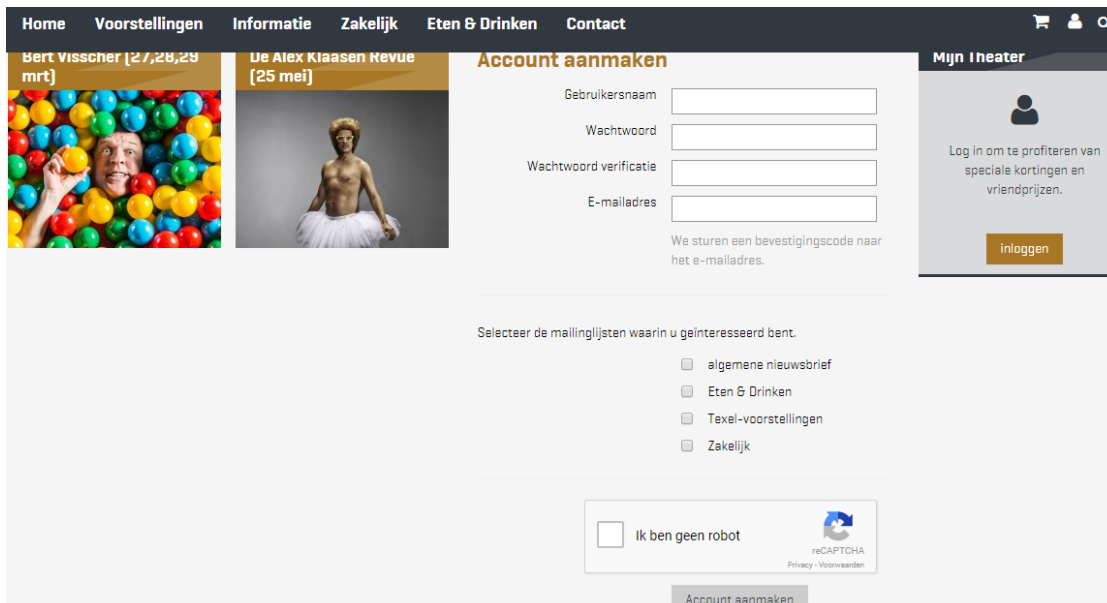 Home Voorstellingen Informatie Zakelijk Eten & Drinken Contact
Bert Visscher (27,28,29
mrt)
De Alex Klaasen Revue
(25 mei)
Account aanmaken
Gebruikersnaam
Wachtwoord
Wachtwoord verificatie
E-mailadres
We sturen een bevestigingscode naar
het e-mailadres.
Selecteer de mailinglijsten waarin u geïnteresseerd bent.
algemene nieuwsbrief
Eten & Drinken
Texel-voorstellingen
Zakelijk
Ik ben geen robot
reCAPTCHA
Privacy - Voorwaarden
Account aanmaken
Mijn Theater
Log in om te profiteren van
speciale kortingen en
vriendprijzen.
inloggen